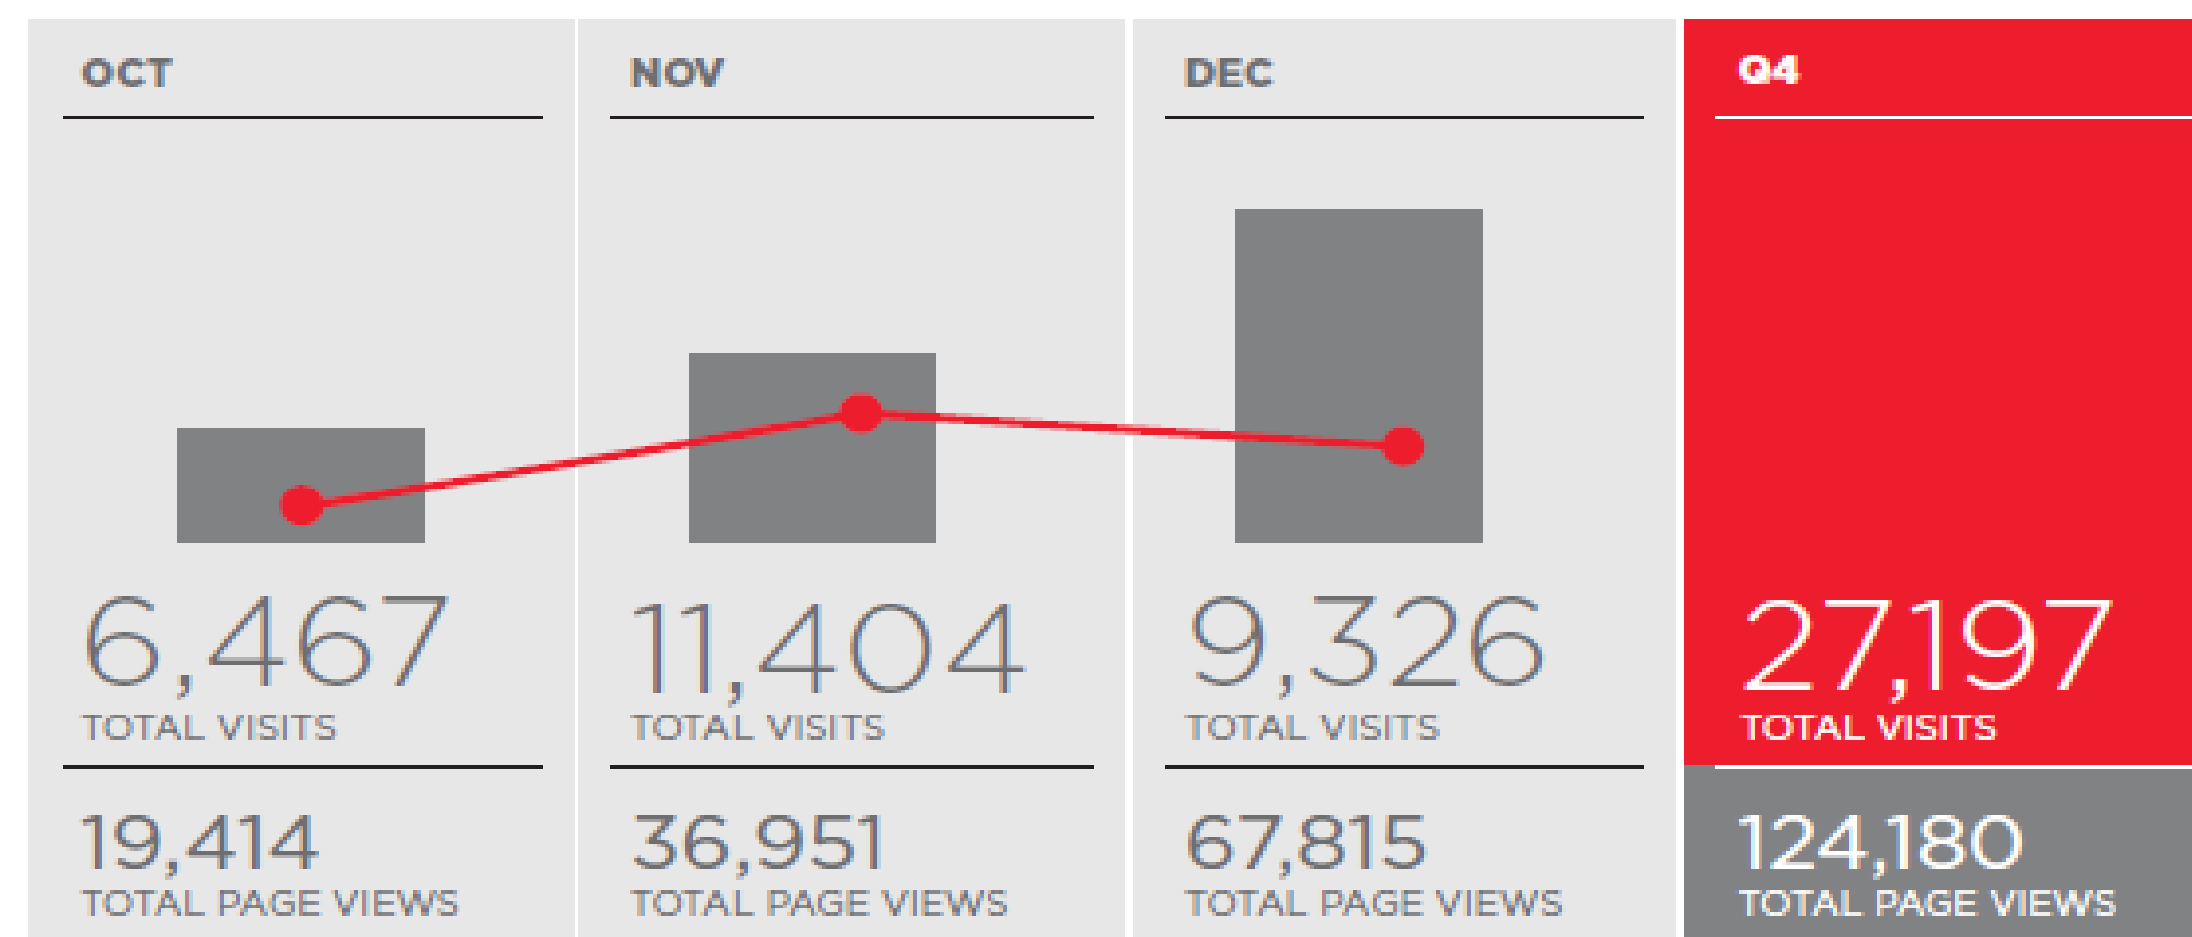 OCT
6,467
TOTAL VISITS
19,414
TOTAL PAGE VIEWS
NOV
11,404
TOTAL VISITS
36,951
TOTAL PAGE VIEWS
DEC
9,326
TOTAL VISITS
67,815
TOTAL PAGE VIEWS
Q4
27,197
TOTAL VISITS
124,180
TOTAL PAGE VIEWS